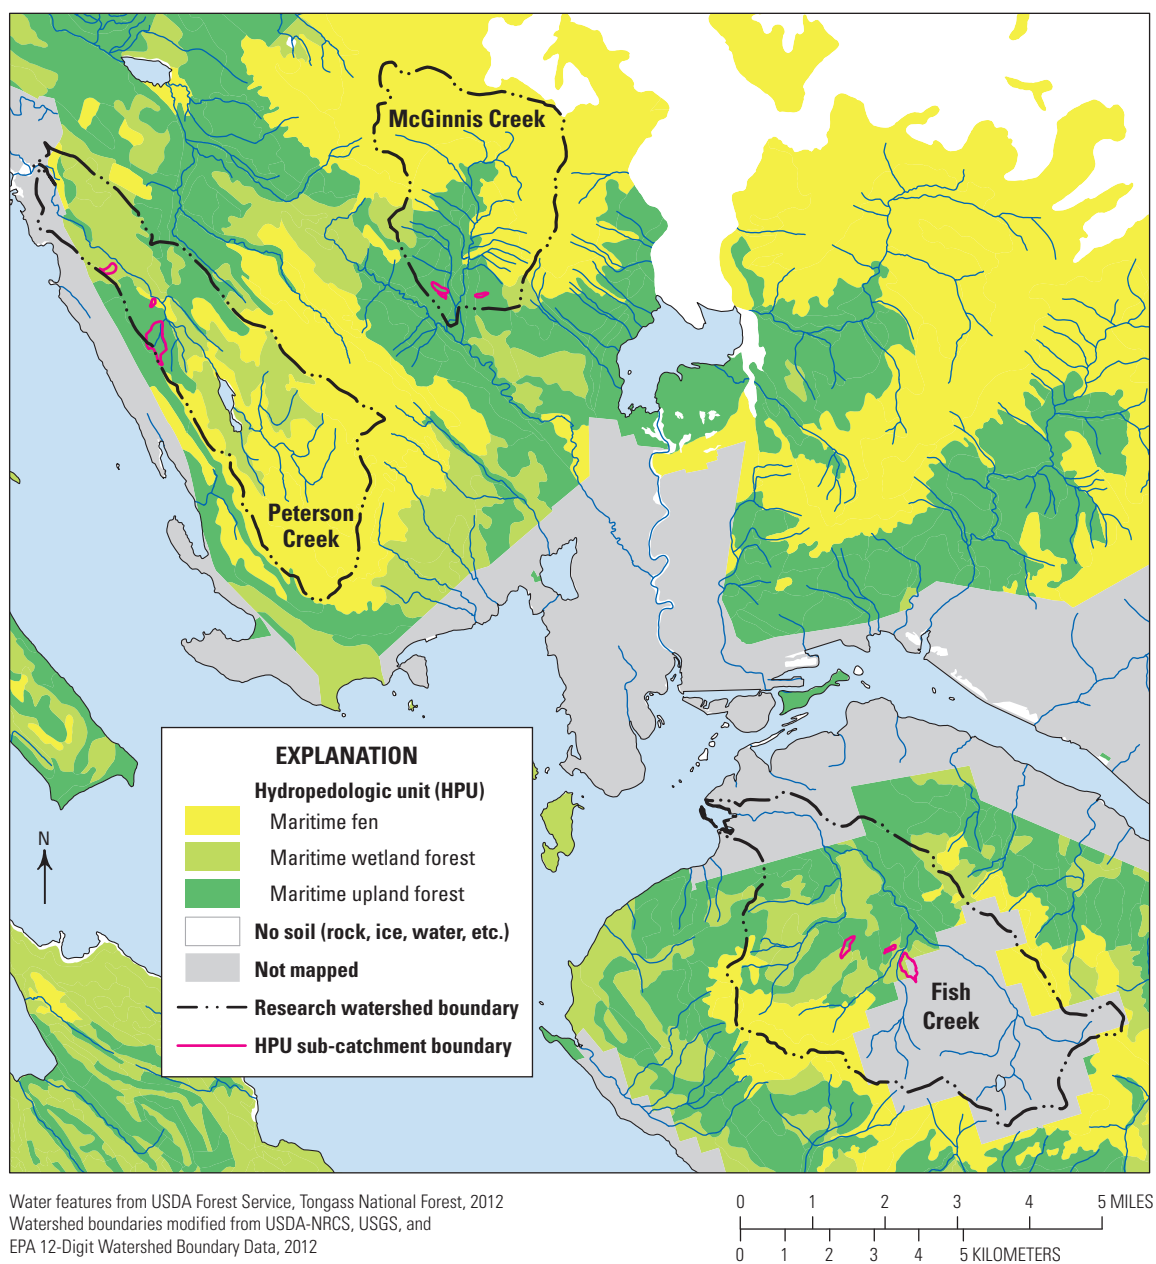 McGinnis Creek
Peterson
Creek
Fish
Creek
N
EXPLANATION
Hydropedologic unit (HPU)
Maritime fen
Maritime wetland forest
Maritime upland forest
No soil (rock, ice, water, etc.)
Not mapped
Research watershed boundary
HPU sub-catchment boundary
Water features from USDA Forest Service, Tongass National Forest, 2012
Watershed boundaries modified from USDA-NRCS, USGS, and
EPA 12-Digit Watershed Boundary Data, 2012
0 1 2 3 4 5 MILES
0 1 2 3 4 5 KILOMETERS